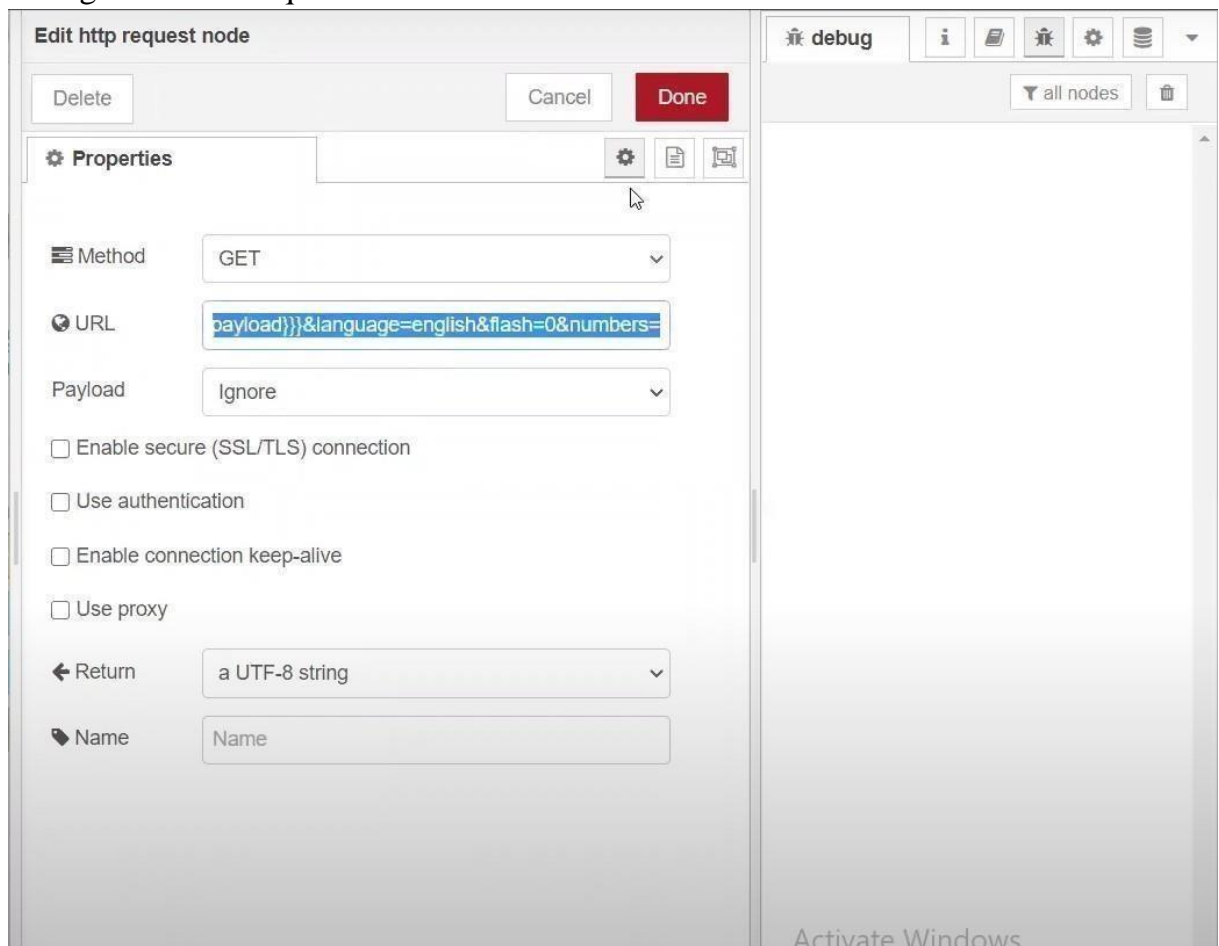 Edit http request node
debug
i
all nodes
Delete
Cancel
Done
Properties
Method
GET
URL
payload}}}&language=english&flash=0&numbers=
Payload
Ignore
Enable secure (SSL/TLS) connection
Use authentication
Enable connection keep-alive
Use proxy
Return
a UTF-8 string
Name
Name
Activate Windows